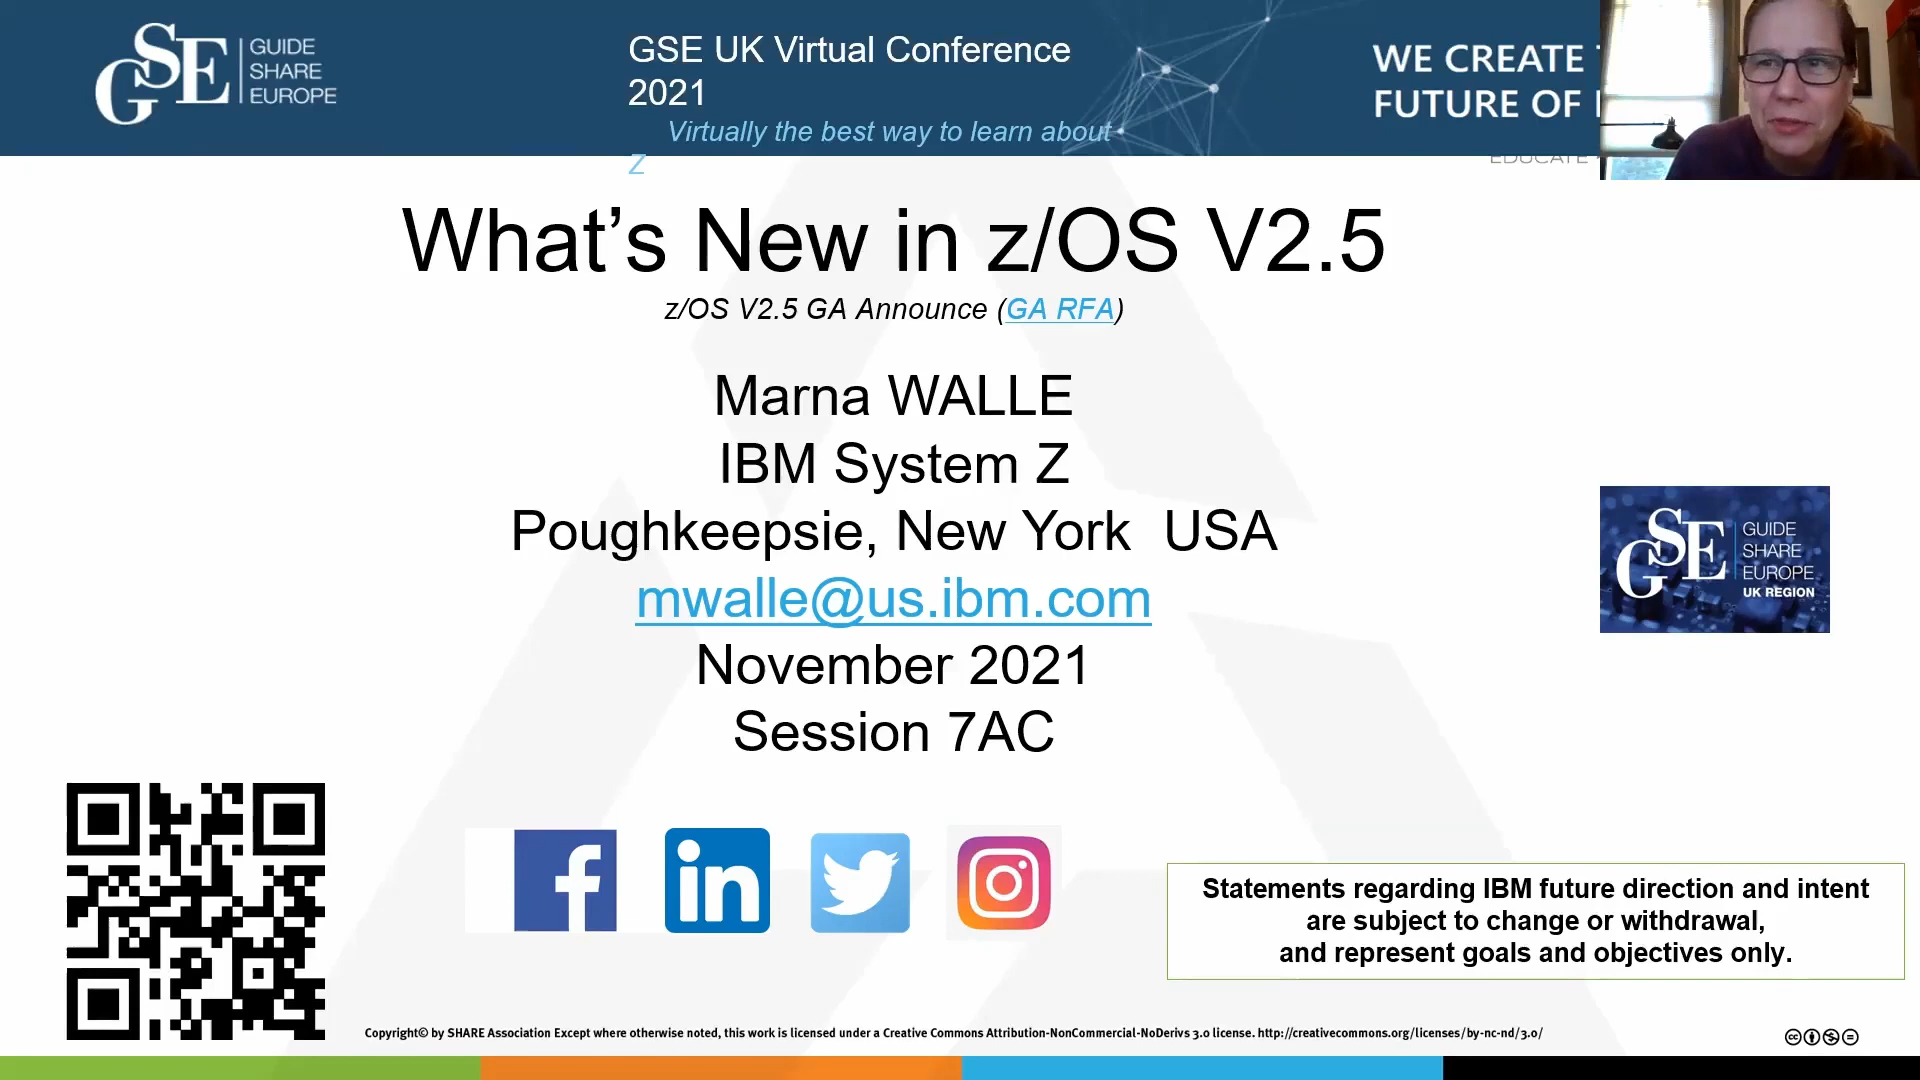 GSE GUIDE
SHARE
EUROPE
GSE UK Virtual Conference
2021
Virtually the best way to learn about
Z
WE CREATE
FUTURE OF
EDUCATE
What's New in z/OS V2.5
z/OS V2.5 GA Announce (GA RFA)
Marna WALLE
IBM System Z
Poughkeepsie, New York USA
mwalle@us.ibm.com
November 2021
Session 7AC
GSE GUIDE
SHARE
EUROPE
UK REGION
f
in
Statements regarding IBM future direction and intent
are subject to change or withdrawal,
and represent goals and objectives only.
Copyright© by SHARE Association Except where otherwise noted, this work is licensed under a Creative Commons Attribution-NonCommercial-NoDerivs 3.0 license. http://creativecommons.org/licenses/by-nc-nd/3.0/